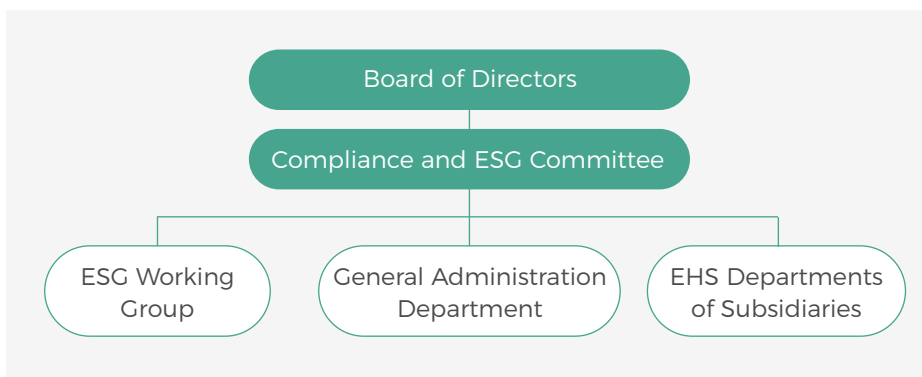 Board of Directors
Compliance and ESG Committee
ESG Working
Group
General Administration
Department
EHS Departments
of Subsidiaries